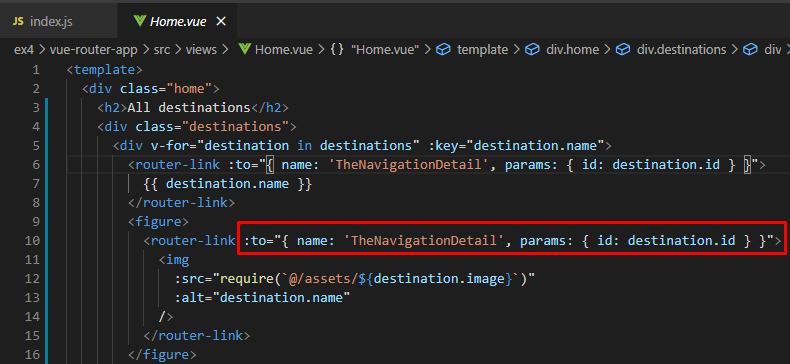 JS index.js Home.vue ×
ex4 > vue-router-app > src > views > Home.vue > {} "Home.vue" > template > div.home > div.destinations > div
1 <template>
2 <div class="home">
3 <h2>All destinations</h2>
4 <div class="destinations">
5 <div v-for="destination in destinations" :key="destination.name">
6 <router-link :to="{ name: 'TheNavigationDetail', params: { id: destination.id } }">
7 {{ destination.name }}
8 </router-link>
9 <figure>
10 <router-link :to="{ name: 'TheNavigationDetail', params: { id: destination.id } }">
11 <img
12 :src="require(`@/assets/${destination.image}`)"
13 :alt="destination.name"
14 />
15 </router-link>
16 </figure>